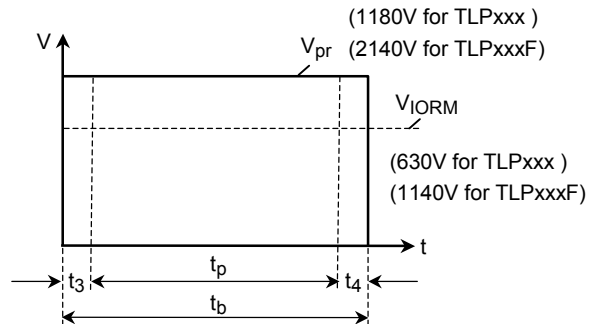 (1180V for TLPxxx )
V
Vpr (2140V for TLPxxxF)
VIORM
(630V for TLPxxx )
(1140V for TLPxxxF)
t
t3 tp t4
tb